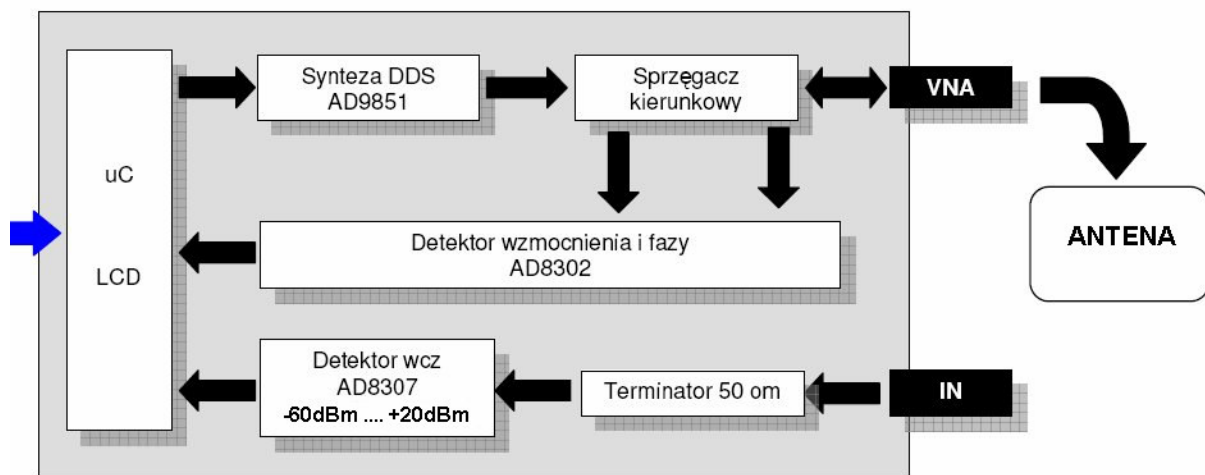 Synteza DDS
AD9851
Sprzęgacz
kierunkowy
VNA
uC
LCD
Detektor wzmocnienia i fazy
AD8302
ANTENA
Detektor wcz
AD8307
-60dBm .... +20dBm
Terminator 50 om
IN